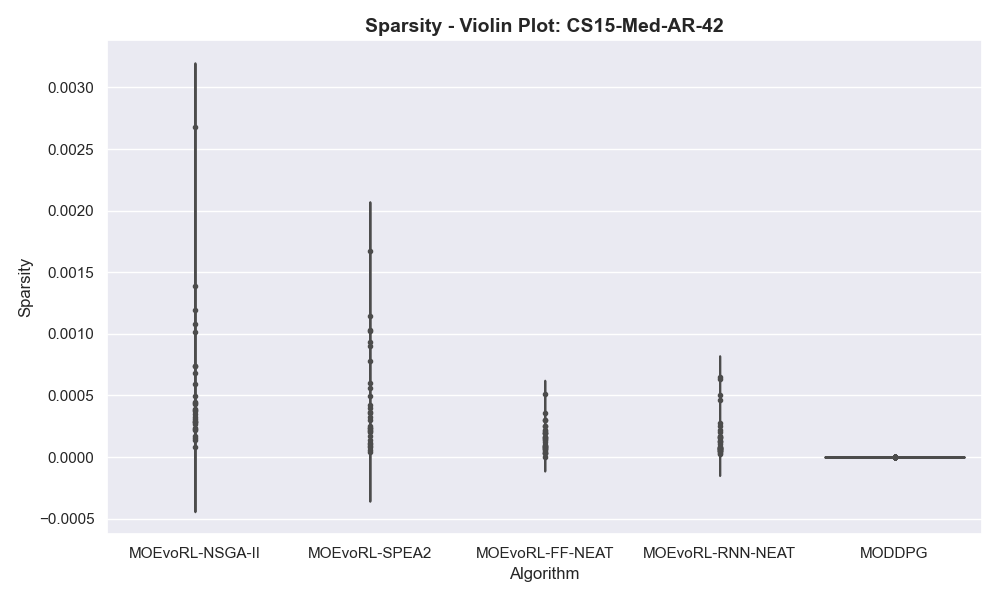 Sparsity - Violin Plot: CS15-Med-AR-42
0.0030
0.0025
0.0020
0.0015
0.0010
0.0005
0.0000
−0.0005
Sparsity
MOEvoRL-NSGA-II MOEvoRL-SPEA2 MOEvoRL-FF-NEAT MOEvoRL-RNN-NEAT MODDPG
Algorithm